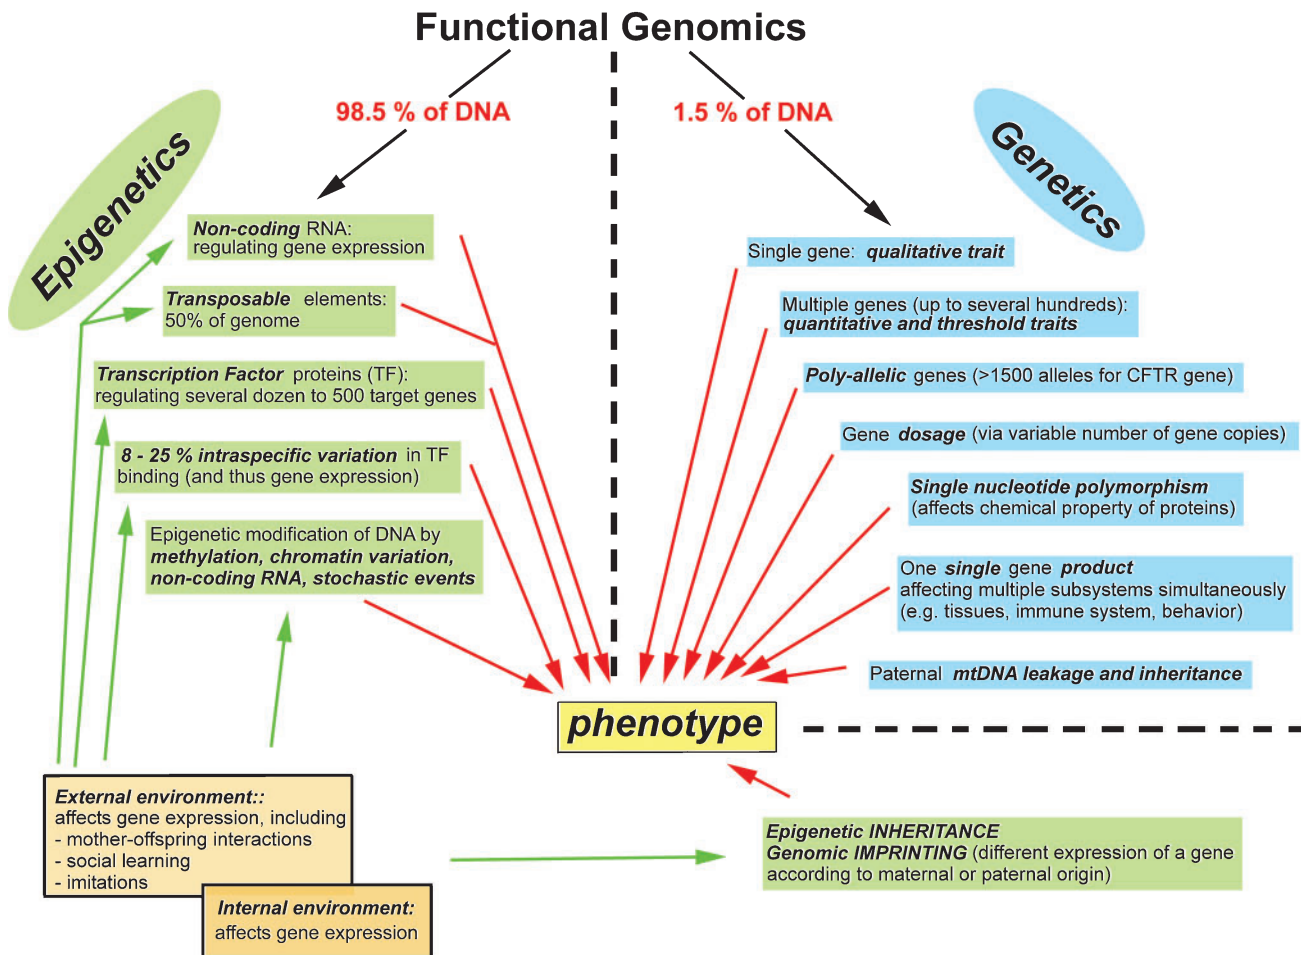 Functional Genomics
98.5 % of DNA
1.5 % of DNA
Epigenetics
Genetics
Non-coding RNA:
regulating gene expression
Transposable elements:
50% of genome
Transcription Factor proteins (TF):
regulating several dozen to 500 target genes
8 - 25 % intraspecific variation in TF
binding (and thus gene expression)
Epigenetic modification of DNA by
methylation, chromatin variation,
non-coding RNA, stochastic events
Single gene: qualitative trait
Multiple genes (up to several hundreds):
quantitative and threshold traits
Poly-allelic genes (>1500 alleles for CFTR gene)
Gene dosage (via variable number of gene copies)
Single nucleotide polymorphism
(affects chemical property of proteins)
One single gene product
affecting multiple subsystems simultaneously
(e.g. tissues, immune system, behavior)
Paternal mtDNA leakage and inheritance
phenotype
External environment::
affects gene expression, including
- mother-offspring interactions
- social learning
- imitations
Internal environment:
affects gene expression
Epigenetic INHERITANCE
Genomic IMPRINTING (different expression of a gene
according to maternal or paternal origin)